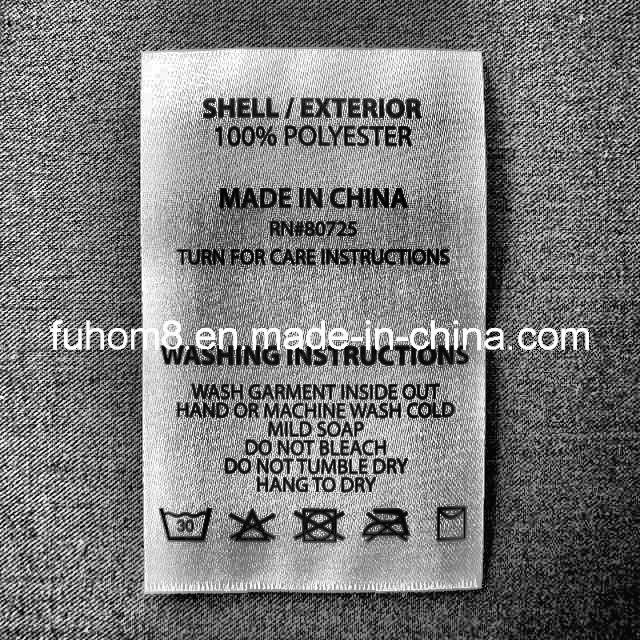 SHELL / EXTERIOR
100% POLYESTER
MADE IN CHINA
RN#80725
TURN FOR CARE INSTRUCTIONS
fuhom8.en.made-in-china.com
WASHING INSTRUCTIONS
WASH GARMENT INSIDE OUT
HAND OR MACHINE WASH COLD
MILD SOAP
DO NOT BLEACH
DO NOT TUMBLE DRY
HANG TO DRY
30